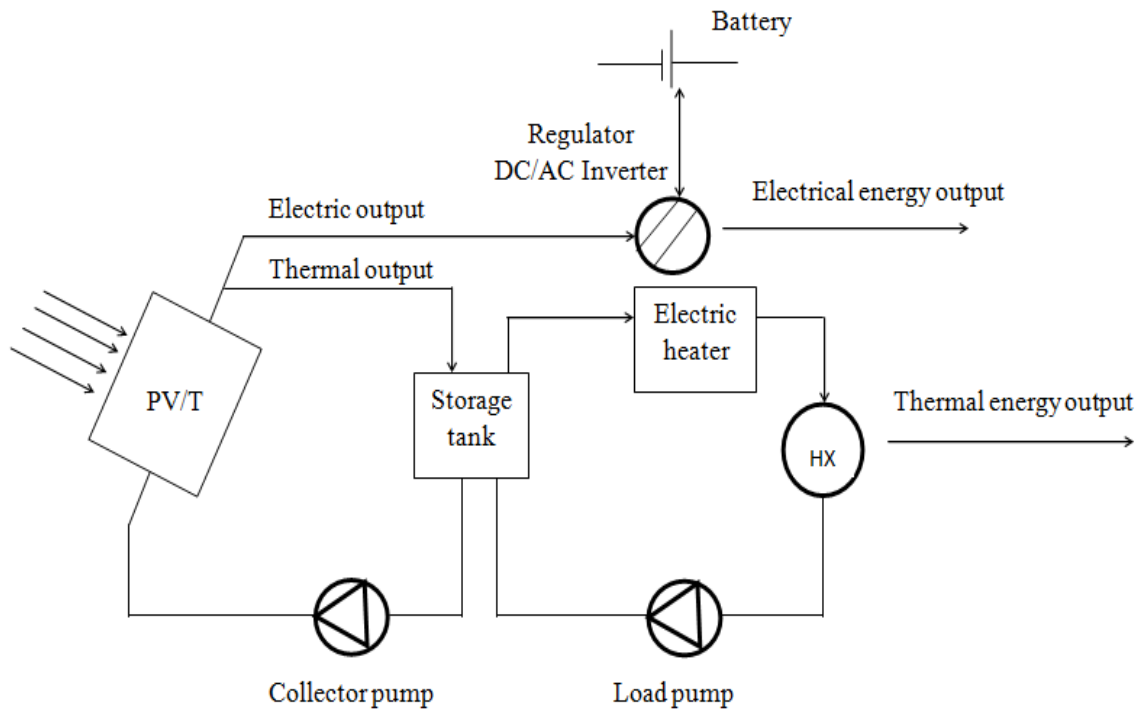 Battery
Regulator
DC/AC Inverter
Electric output
Electrical energy output
Thermal output
Electric
heater
PV/T
Storage
tank
Thermal energy output
HX
Collector pump
Load pump